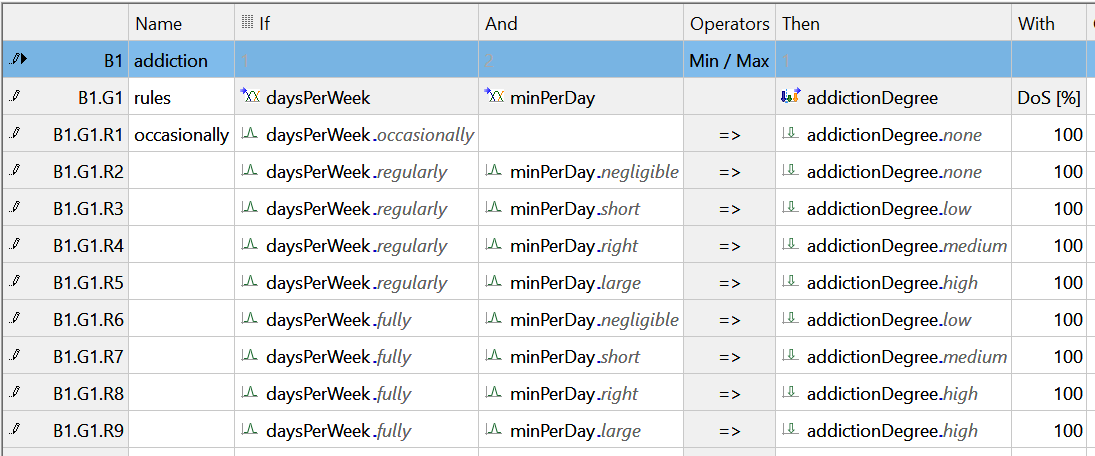 Name If And Operators Then With
B1 addiction 1 2 Min / Max 1
B1.G1 rules daysPerWeek minPerDay addictionDegree DoS [%]
B1.G1.R1 occasionally daysPerWeek.occasionally => addictionDegree.none 100
B1.G1.R2 daysPerWeek.regularly minPerDay.negligible => addictionDegree.none 100
B1.G1.R3 daysPerWeek.regularly minPerDay.short => addictionDegree.low 100
B1.G1.R4 daysPerWeek.regularly minPerDay.right => addictionDegree.medium 100
B1.G1.R5 daysPerWeek.regularly minPerDay.large => addictionDegree.high 100
B1.G1.R6 daysPerWeek.fully minPerDay.negligible => addictionDegree.low 100
B1.G1.R7 daysPerWeek.fully minPerDay.short => addictionDegree.medium 100
B1.G1.R8 daysPerWeek.fully minPerDay.right => addictionDegree.high 100
B1.G1.R9 daysPerWeek.fully minPerDay.large => addictionDegree.high 100